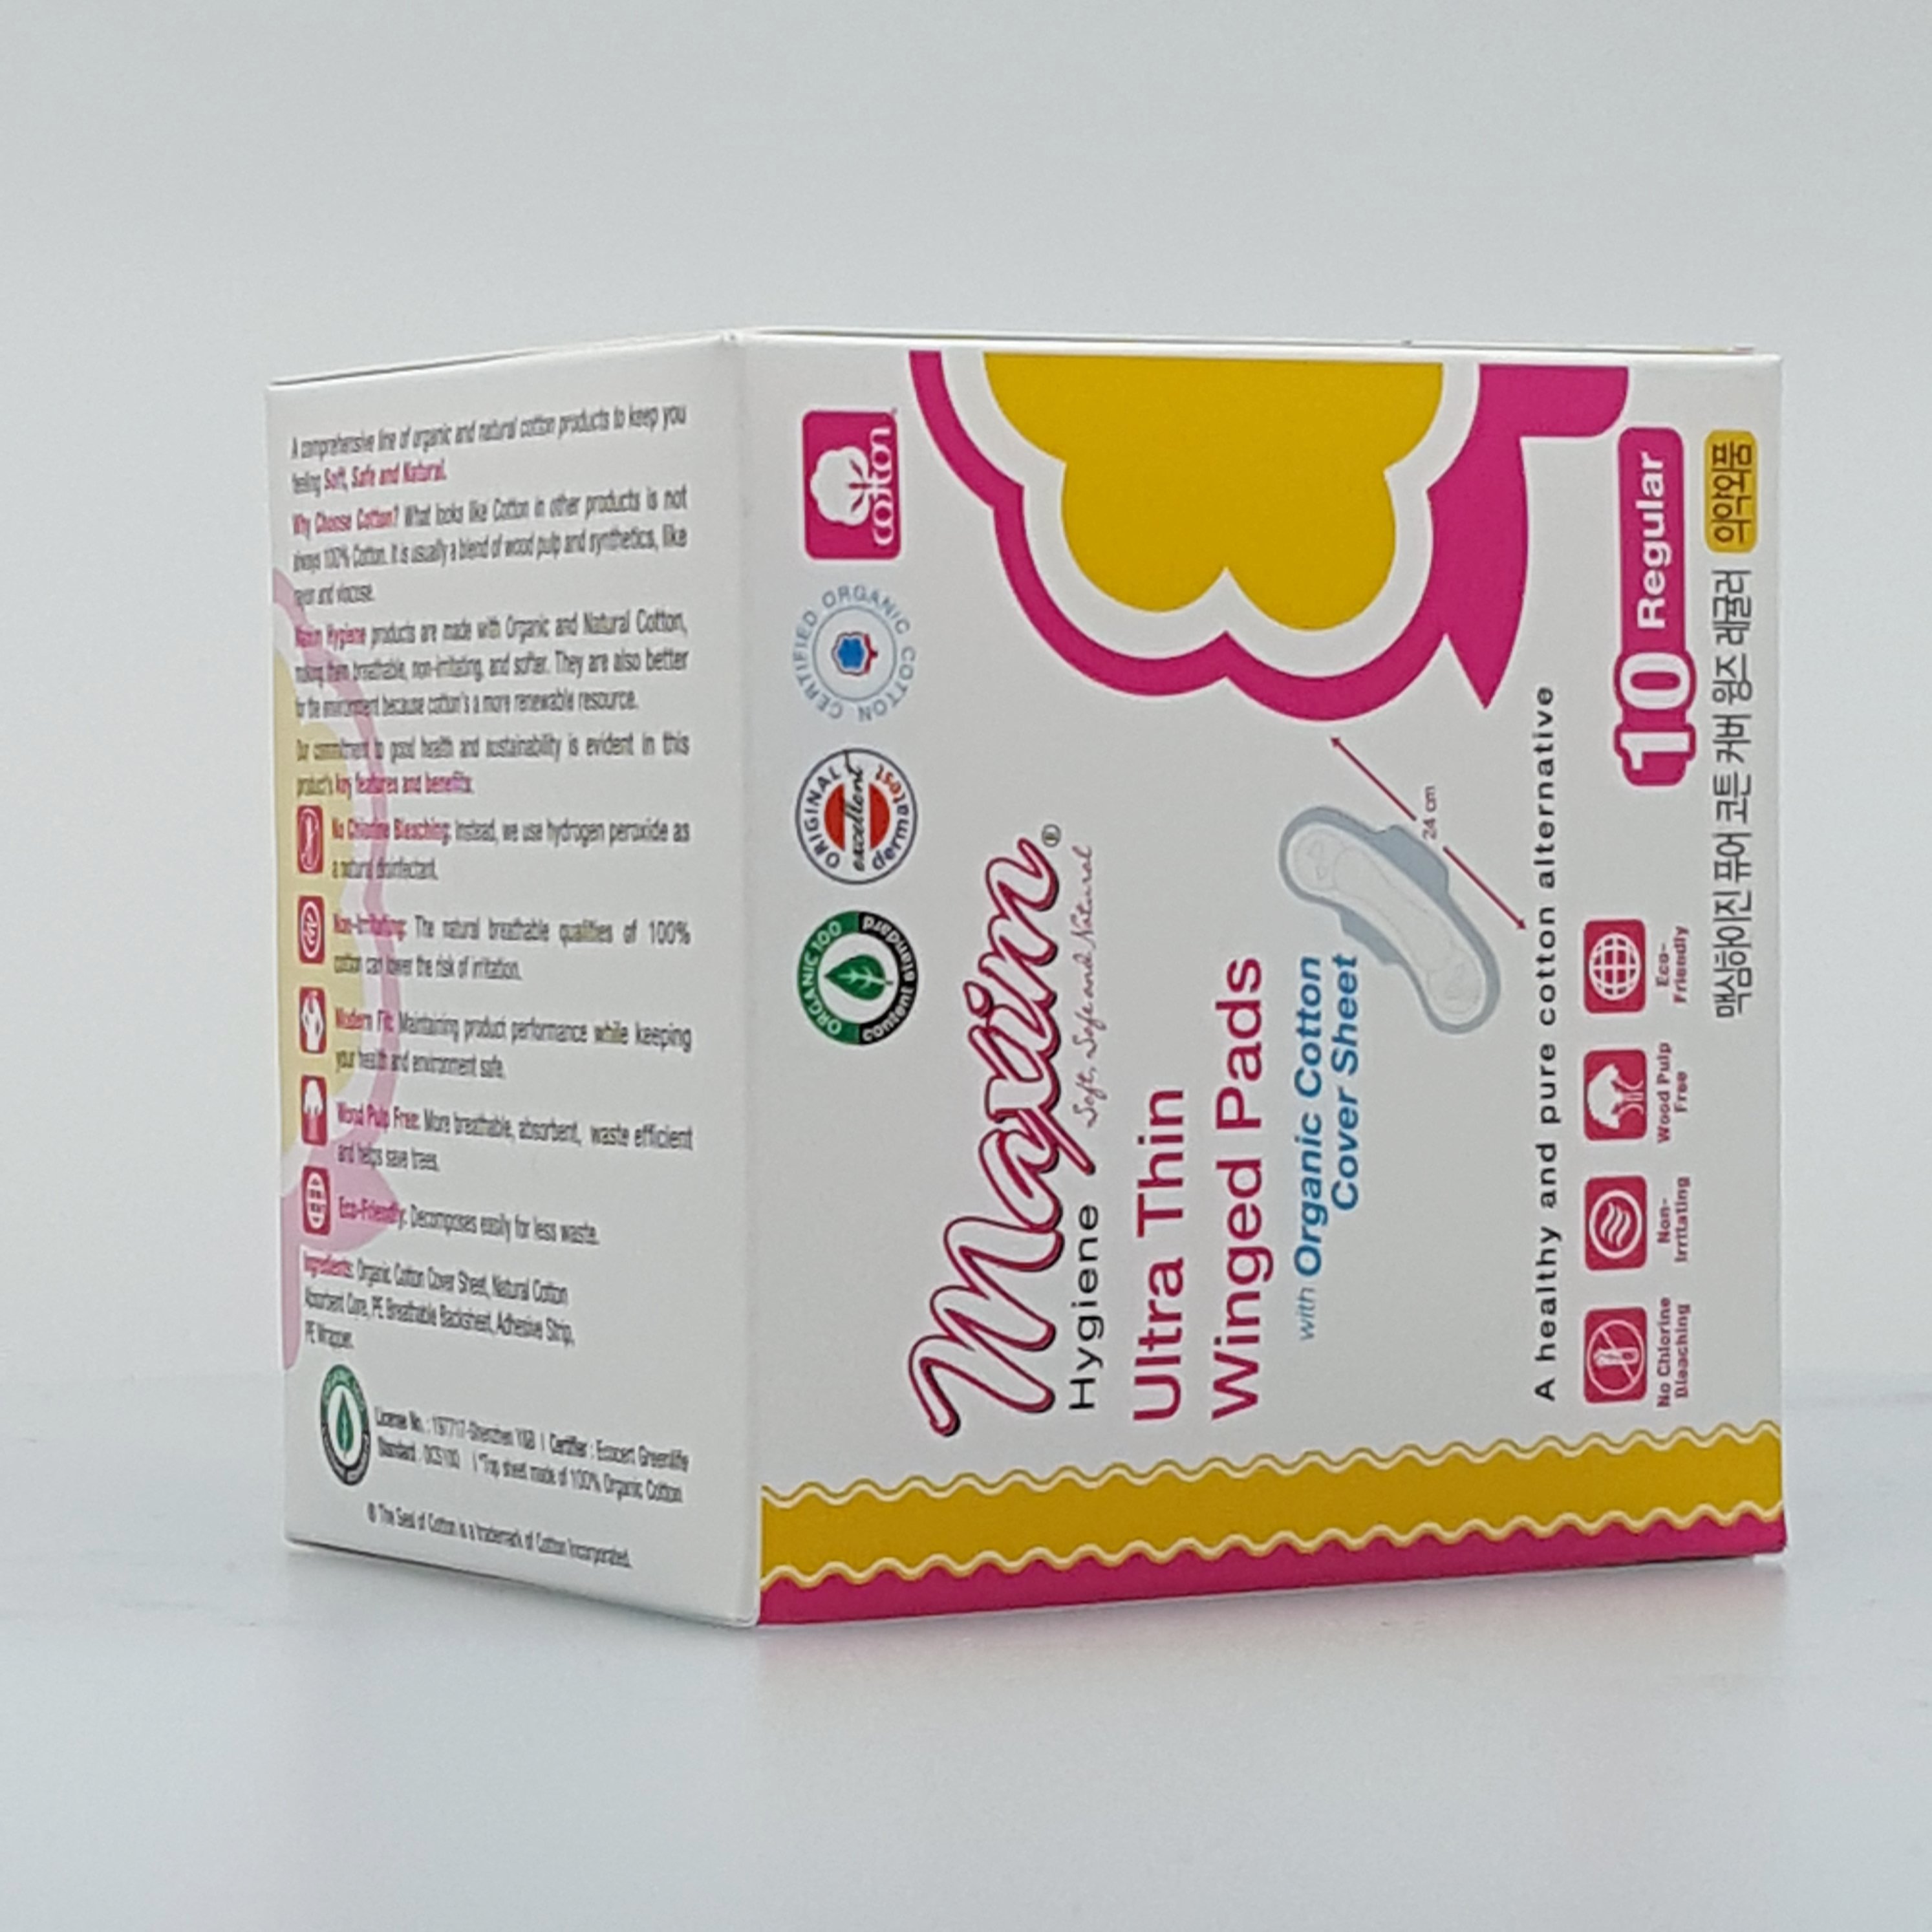 A comprehensive line of organic and natural cotton products to keep you
feeling Soft, Safe and Natural.
Why Choose Cotton? What looks like Cotton in other products is not
always 100% Cotton. It is usually a blend of wood pulp and synthetics, like
rayon and viscose.
Maxim Hygiene products are made with Organic and Natural Cotton,
making them breathable, non-irritating, and softer. They are also better
for the environment because cotton's a more renewable resource.
Our commitment to good health and sustainability is evident in this
product's key features and benefits:
No Chlorine Bleaching: Instead, we use hydrogen peroxide as
a natural disinfectant.
Non-Irritating: The natural breathable qualities of 100%
cotton can lower the risk of irritation.
Modern Fit: Maintaining product performance while keeping
your health and environment safe.
Wood Pulp Free: More breathable, absorbent, waste efficient
and helps save trees.
Eco-Friendly: Decomposes easily for less waste.
Ingredients: Organic Cotton Cover Sheet, Natural Cotton
Absorbent Core, PE Breathable Backsheet, Adhesive Strip,
PE Wrapper.
License No. : 197717-Shenzhen Y&B | Certifier : Ecocert Greenlife
Standard : OCS100 | *Top sheet made of 100% Organic Cotton
® The Seal of Cotton is a trademark of Cotton Incorporated.
ORGANIC 100
content standard
ORIGINAL
excellent
dermatest
CERTIFIED ORGANIC COTTON
cotton
Maxim®
Hygiene Soft, Safe and Natural
Ultra Thin
Winged Pads
with Organic Cotton
Cover Sheet
24 cm
A healthy and pure cotton alternative
No Chlorine
Bleaching
Non-
Irritating
Wood Pulp
Free
Eco-
Friendly
10 Regular
맥심하이진 퓨어 코튼 커버 윙즈 레귤러 의약외품